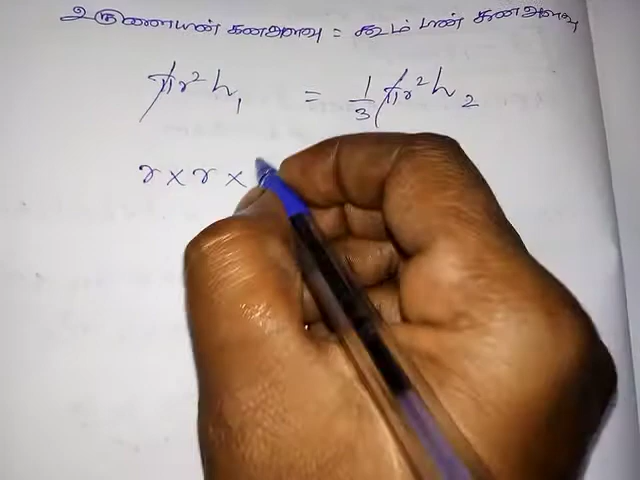 உருளையின் கனஅளவு = கூம்பின் கனஅளவு
πr²h₁ = 1/3 πr²h₂
r × r ×